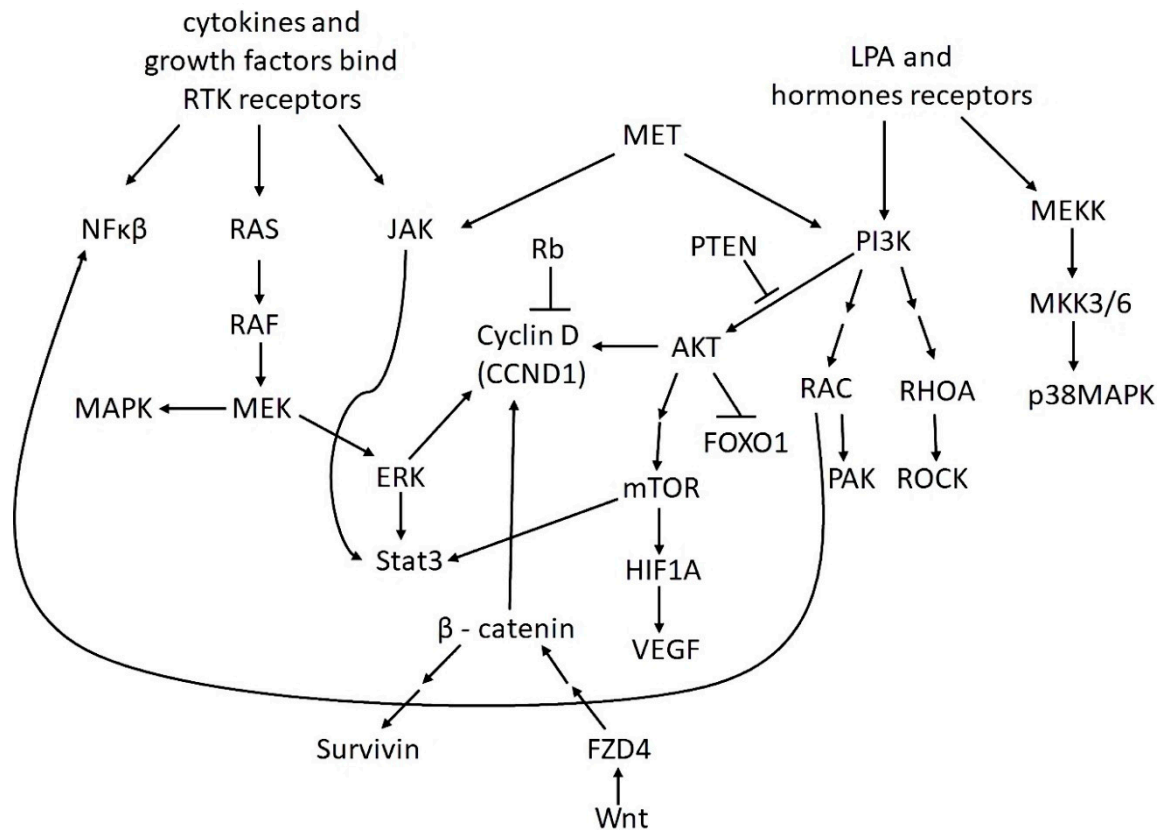 cytokines and
growth factors bind
RTK receptors
LPA and
hormones receptors
MET
NFκβ
RAS
JAK
Rb
PTEN
PI3K
MEKK
RAF
Cyclin D
(CCND1)
AKT
MKK3/6
MAPK
MEK
RAC
RHOA
p38MAPK
FOXO1
ERK
mTOR
PAK
ROCK
Stat3
HIF1A
β - catenin
VEGF
Survivin
FZD4
Wnt